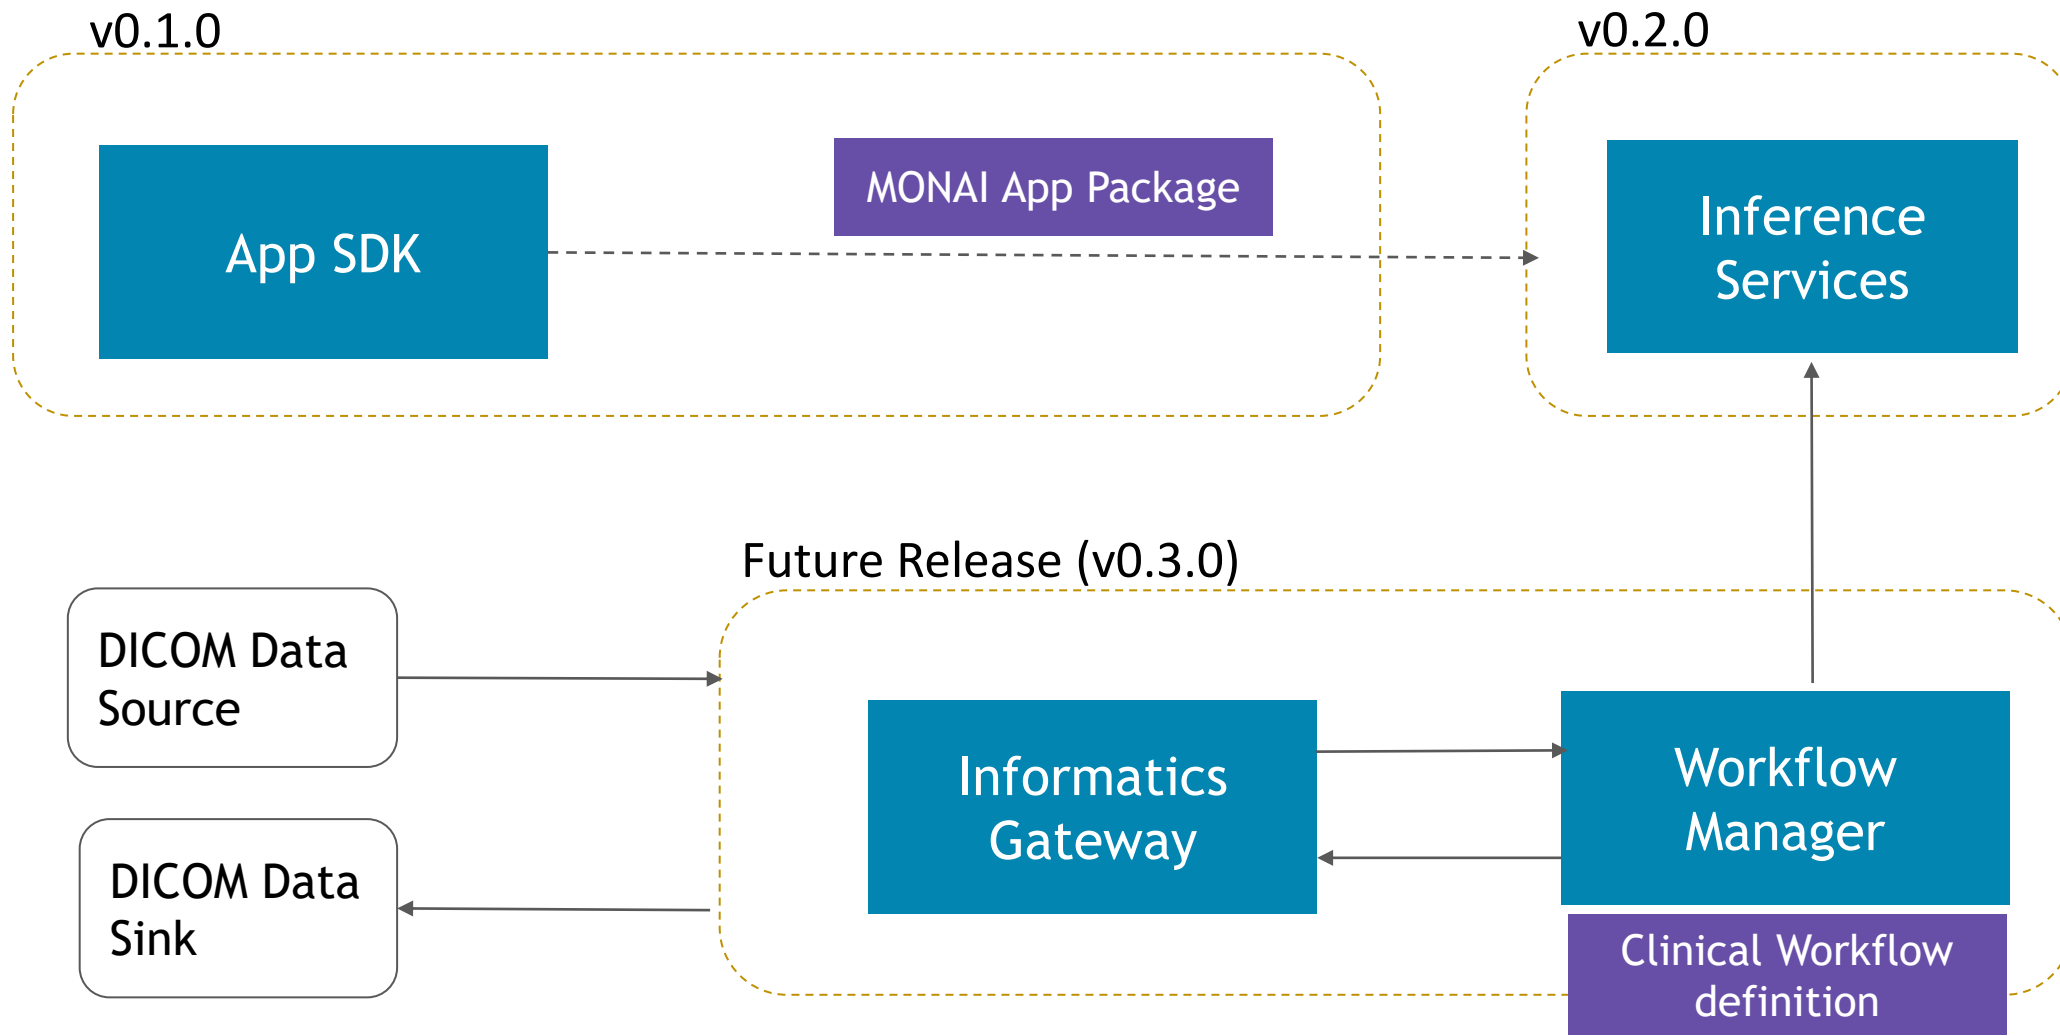 v0.1.0
v0.2.0
App SDK
MONAI App Package
Inference
Services
Future Release (v0.3.0)
DICOM Data
Source
Informatics
Gateway
Workflow
Manager
DICOM Data
Sink
Clinical Workflow
definition